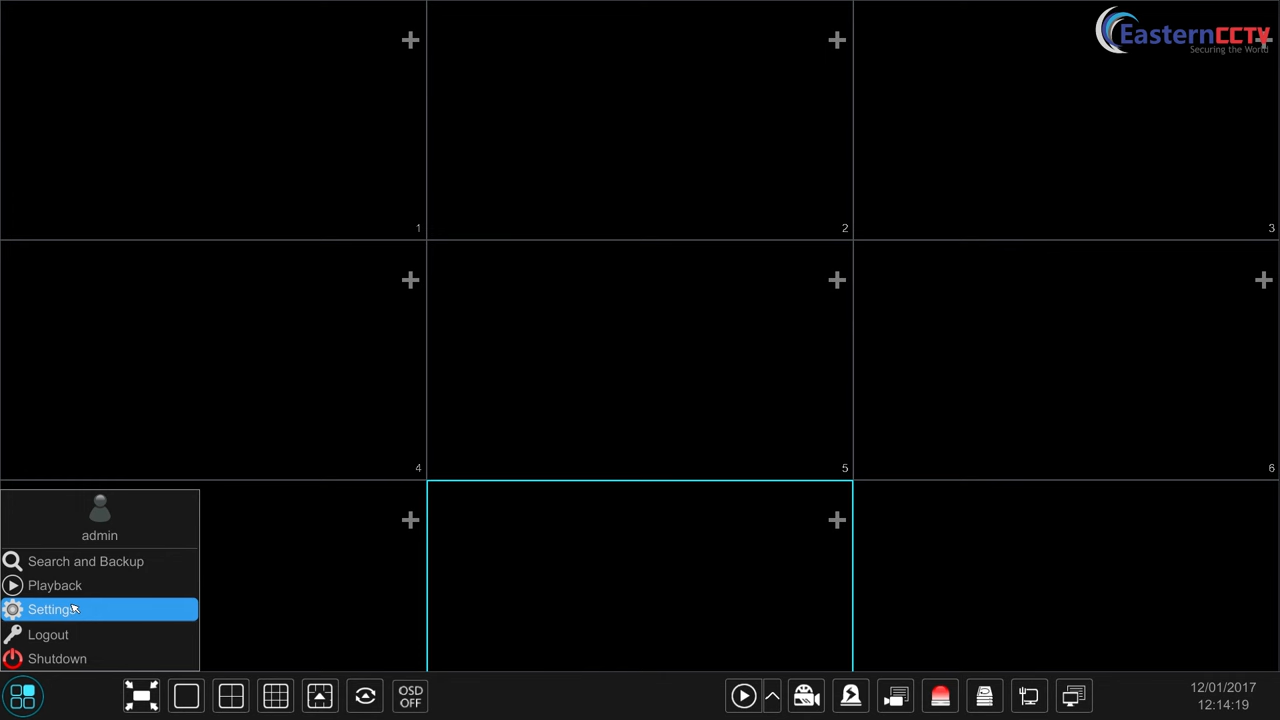 EasternCCTV
Securing the World
1
2
3
4
5
6
admin
Search and Backup
Playback
Settings
Logout
Shutdown
OSD
OFF
12/01/2017
12:14:19